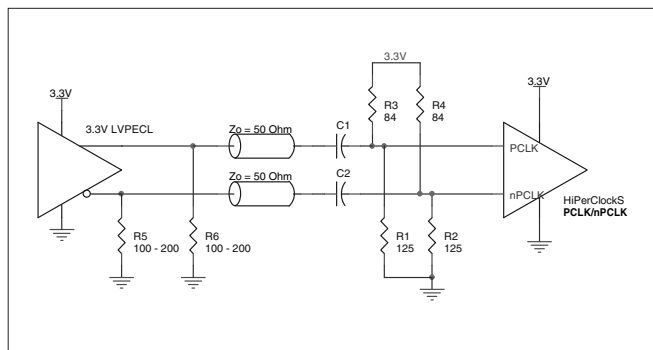 3.3V
3.3V
3.3V
3.3V LVPECL
R3
84
R4
84
Zo = 50 Ohm
C1
PCLK
Zo = 50 Ohm
C2
nPCLK
HiPerClockS
PCLK/nPCLK
R5
100 - 200
R6
100 - 200
R1
125
R2
125